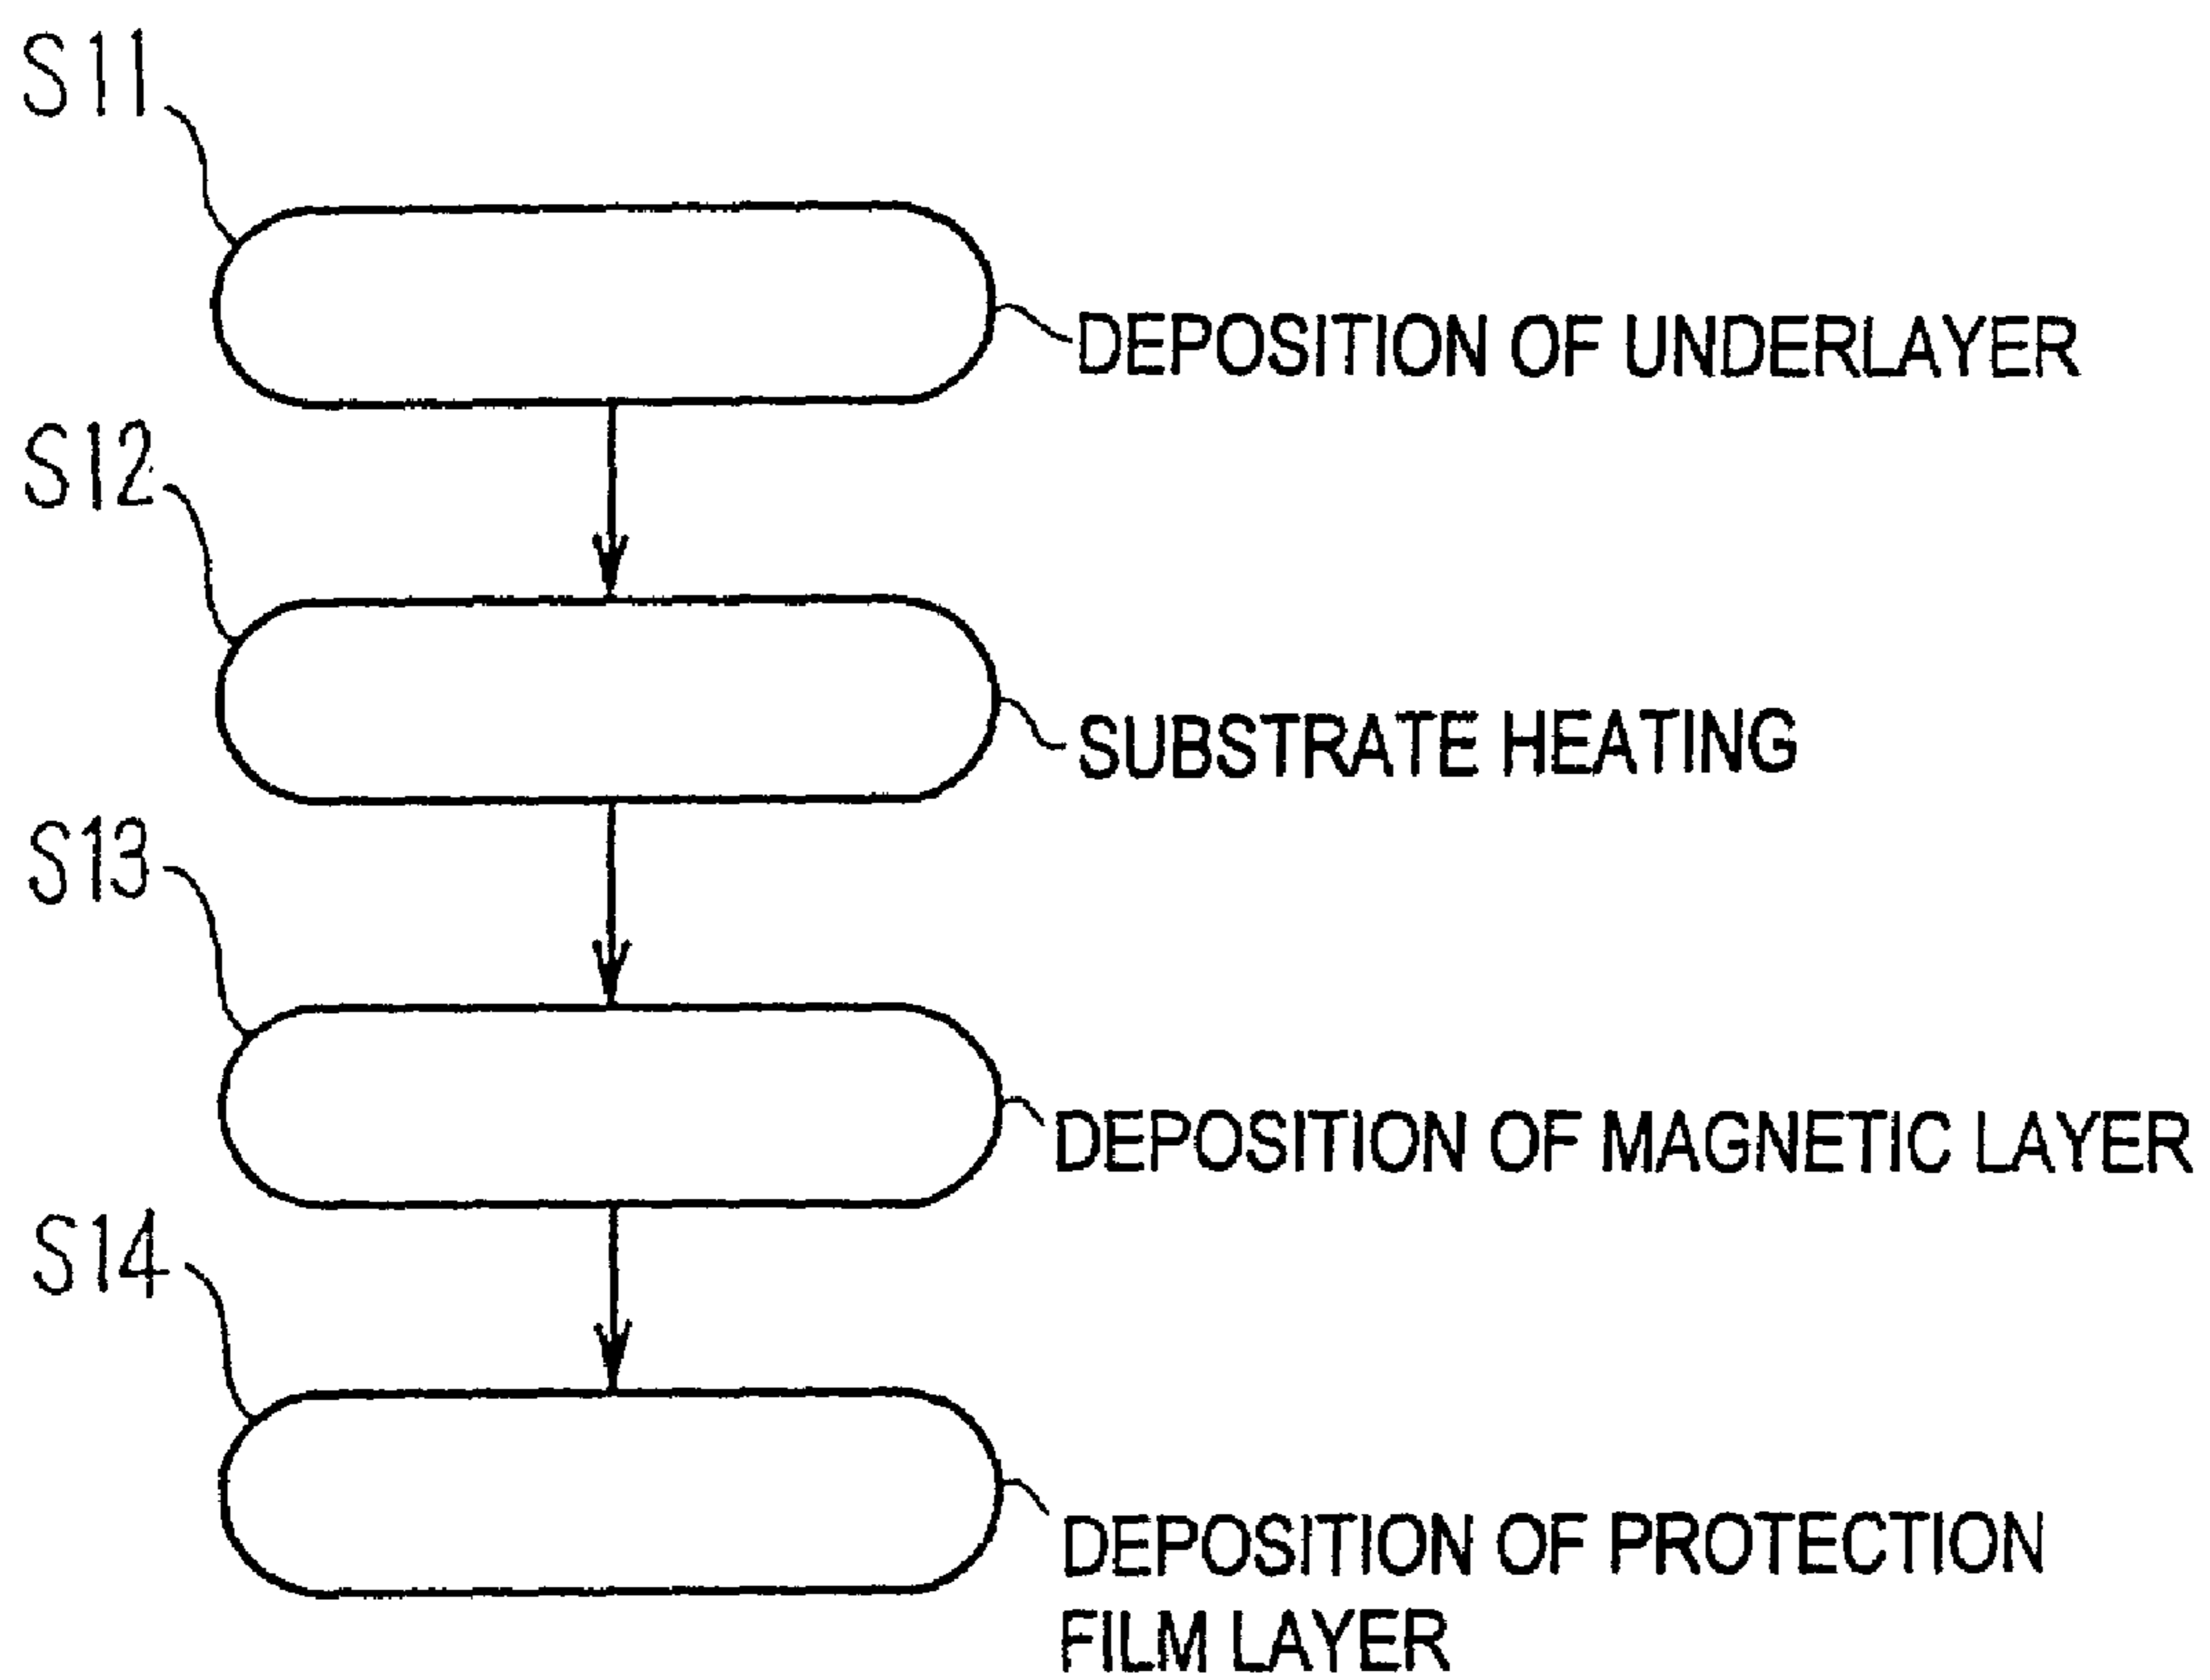 S11
DEPOSITION OF UNDERLAYER
S12
SUBSTRATE HEATING
S13
DEPOSITION OF MAGNETIC LAYER
S14
DEPOSITION OF PROTECTION
FILM LAYER